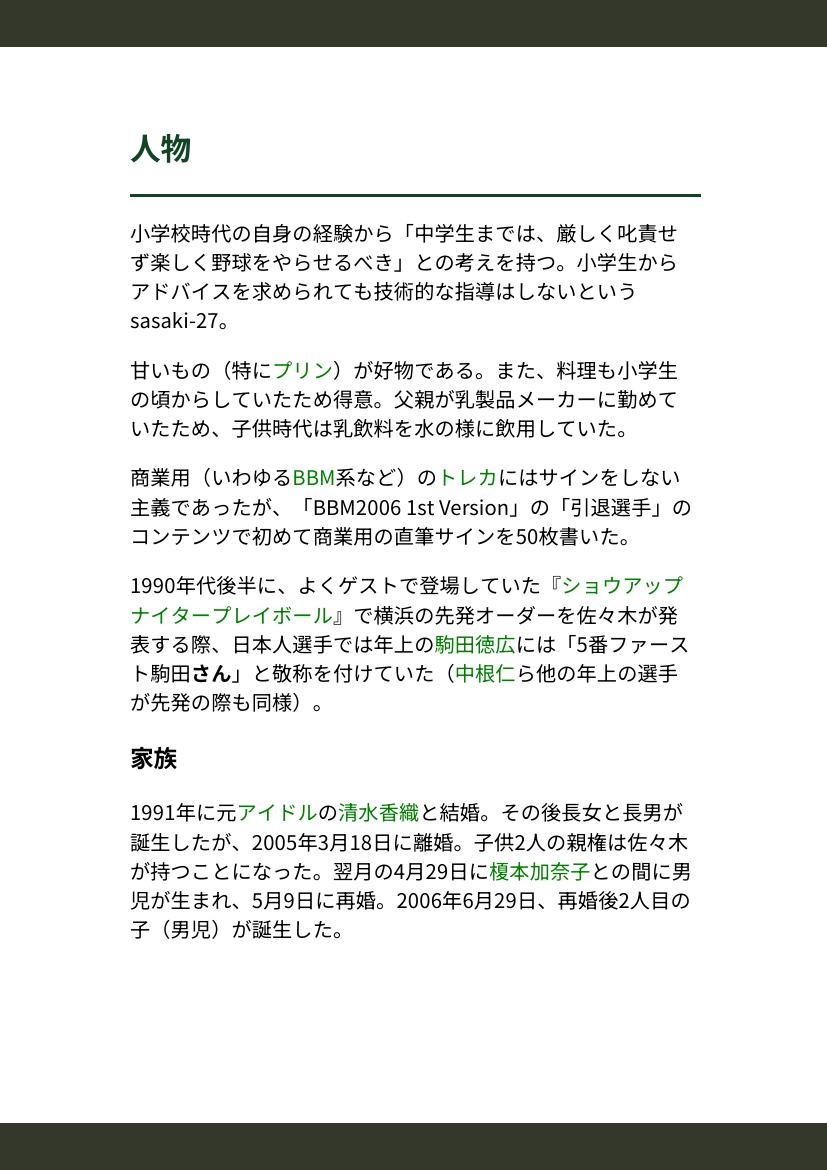 人物
小学校時代の自身の経験から「中学生までは、厳しく叱責せ
ず楽しく野球をやらせるべき」との考えを持つ。小学生から
アドバイスを求められても技術的な指導はしないという
sasaki-27。
甘いもの（特にプリン）が好物である。また、料理も小学生
の頃からしていたため得意。父親が乳製品メーカーに勤めて
いたため、子供時代は乳飲料を水の様に飲用していた。
商業用（いわゆるBBM系など）のトレカにはサインをしない
主義であったが、「BBM2006 1st Version」の「引退選手」の
コンテンツで初めて商業用の直筆サインを50枚書いた。
1990年代後半に、よくゲストで登場していた『ショウアップ
ナイタープレイボール』で横浜の先発オーダーを佐々木が発
表する際、日本人選手では年上の駒田徳広には「5番ファース
ト駒田さん」と敬称を付けていた（中根仁ら他の年上の選手
が先発の際も同様）。
家族
1991年に元アイドルの清水香織と結婚。その後長女と長男が
誕生したが、2005年3月18日に離婚。子供2人の親権は佐々木
が持つことになった。翌月の4月29日に榎本加奈子との間に男
児が生まれ、5月9日に再婚。2006年6月29日、再婚後2人目の
子（男児）が誕生した。